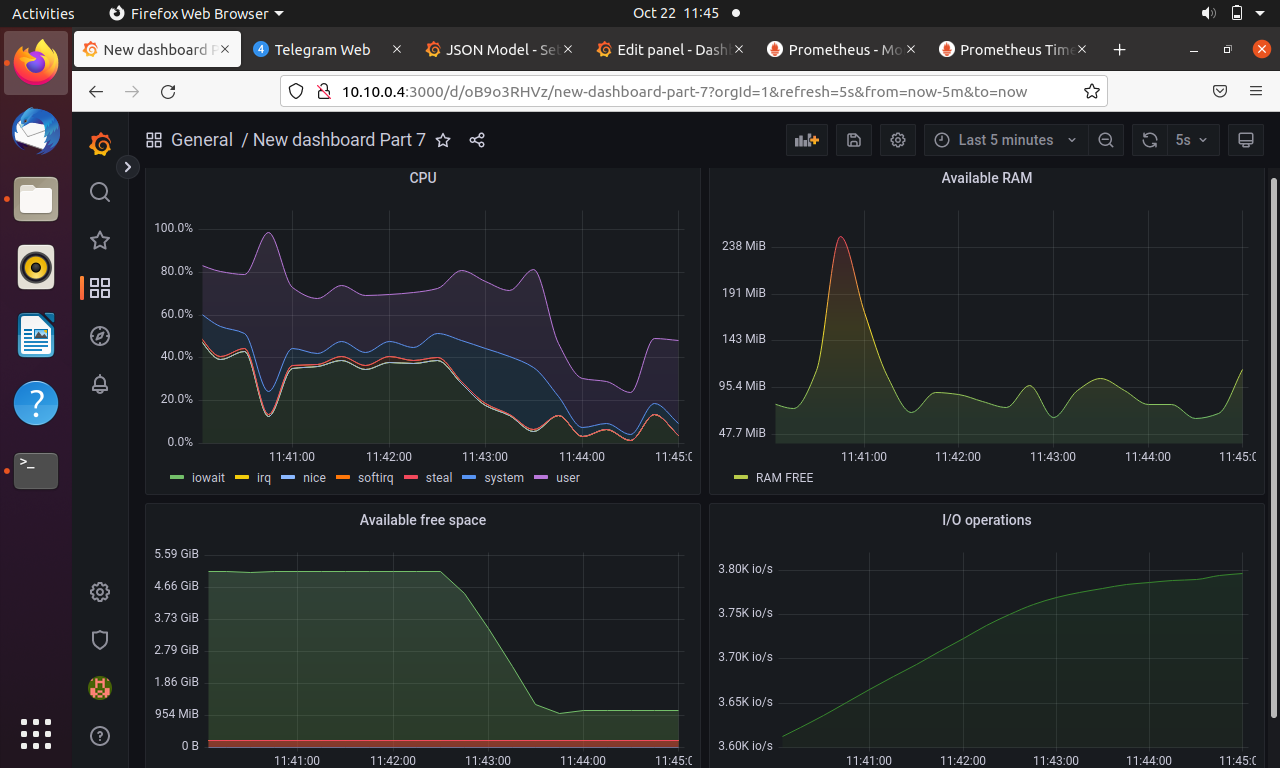 Activities Firefox Web Browser Oct 22 11:45
New dashboard P Telegram Web JSON Model - Set Edit panel - Dashb Prometheus - Mo Prometheus Time
10.10.0.4:3000/d/oB9o3RHVz/new-dashboard-part-7?orgId=1&refresh=5s&from=now-5m&to=now
General / New dashboard Part 7 Last 5 minutes 5s
CPU
100.0%
80.0%
60.0%
40.0%
20.0%
0.0%
11:41:00 11:42:00 11:43:00 11:44:00 11:45:0
iowait irq nice softirq steal system user
Available RAM
238 MiB
191 MiB
143 MiB
95.4 MiB
47.7 MiB
11:41:00 11:42:00 11:43:00 11:44:00 11:45:0
RAM FREE
Available free space
5.59 GiB
4.66 GiB
3.73 GiB
2.79 GiB
1.86 GiB
954 MiB
0 B
11:41:00 11:42:00 11:43:00 11:44:00 11:45:0
I/O operations
3.80K io/s
3.75K io/s
3.70K io/s
3.65K io/s
3.60K io/s
11:41:00 11:42:00 11:43:00 11:44:00 11:45:0